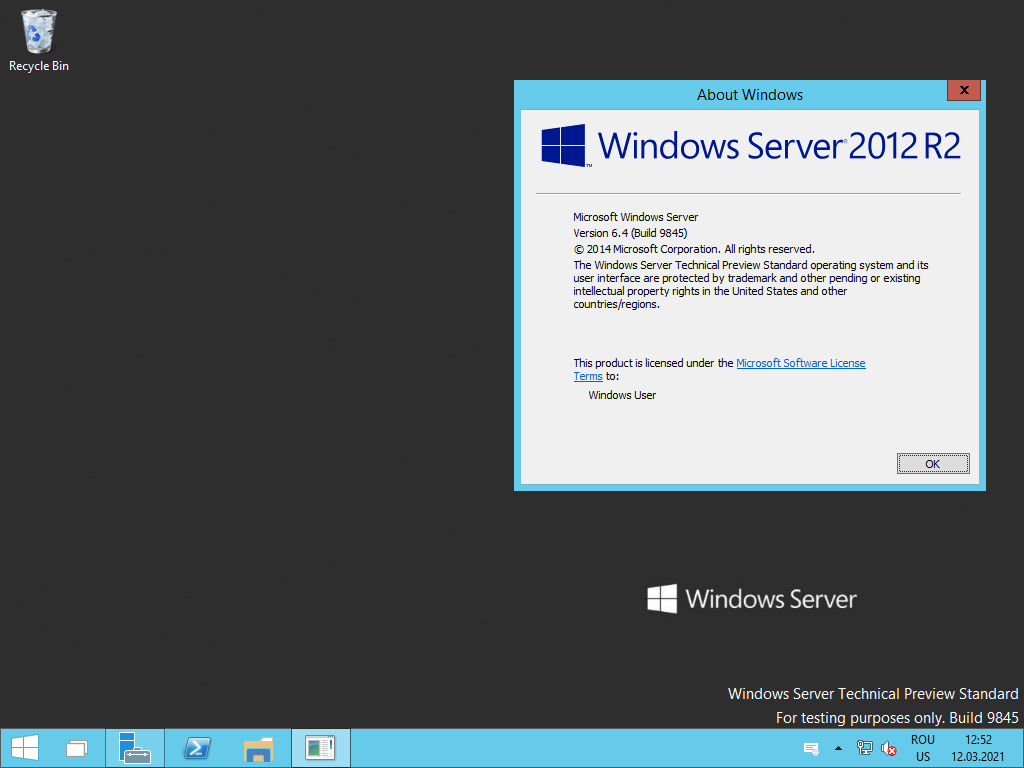 Recycle Bin
About Windows
Windows Server® 2012 R2
Microsoft Windows Server
Version 6.4 (Build 9845)
© 2014 Microsoft Corporation. All rights reserved.
The Windows Server Technical Preview Standard operating system and its
user interface are protected by trademark and other pending or existing
intellectual property rights in the United States and other
countries/regions.
This product is licensed under the Microsoft Software License
Terms to:
Windows User
OK
Windows Server
Windows Server Technical Preview Standard
For testing purposes only. Build 9845
ROU
US
12:52
12.03.2021